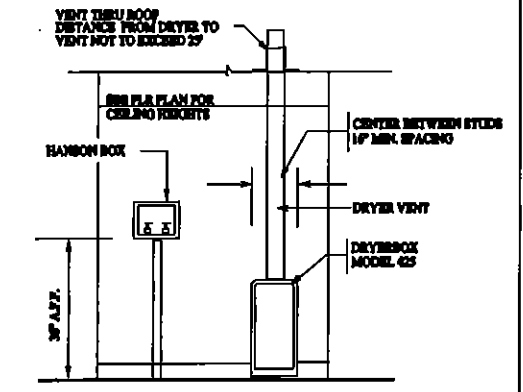 VENT THRU ROOF
DISTANCE FROM DRYER TO
VENT NOT TO EXCEED 25'
SEE FLR PLAN FOR
CEILING HEIGHTS
CENTER BETWEEN STUDS
16" MIN. SPACING
HANSON BOX
DRYER VENT
DRYERBOX
MODEL 425
36" A.F.F.